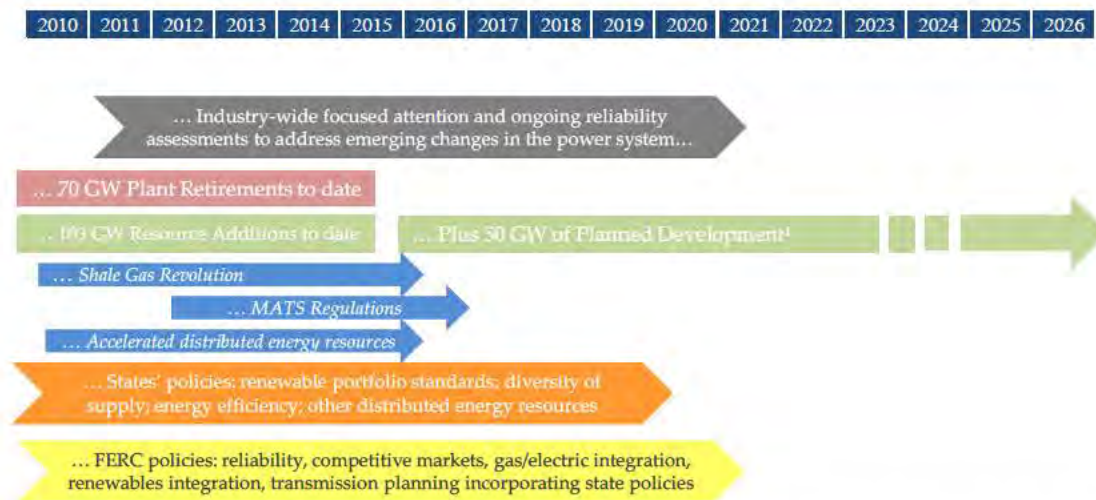 2010 2011 2012 2013 2014 2015 2016 2017 2018 2019 2020 2021 2022 2023 2024 2025 2026
… Industry-wide focused attention and ongoing reliability
assessments to address emerging changes in the power system…
… 70 GW Plant Retirements to date
… GW Resource Additions to date
… Plus 30 GW of Planned Development¹
… Shale Gas Revolution
… MATS Regulations
… Accelerated distributed energy resources
… States’ policies: renewable portfolio standards; diversity of
supply; energy efficiency; other distributed energy resources
… FERC policies: reliability, competitive markets, gas/electric integration,
renewables integration, transmission planning incorporating state policies